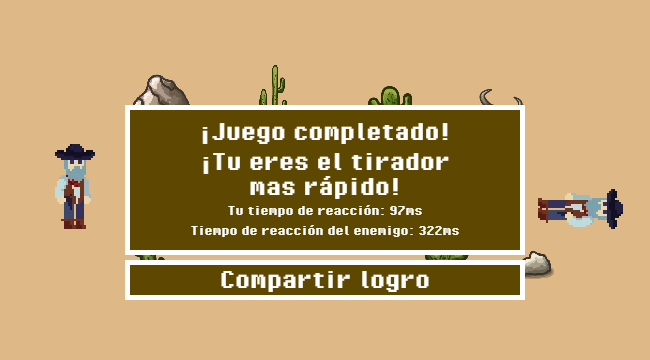 ¡Juego completado!
¡Tu eres el tirador
mas rápido!
Tu tiempo de reacción: 97ms
Tiempo de reacción del enemigo: 322ms
Compartir logro